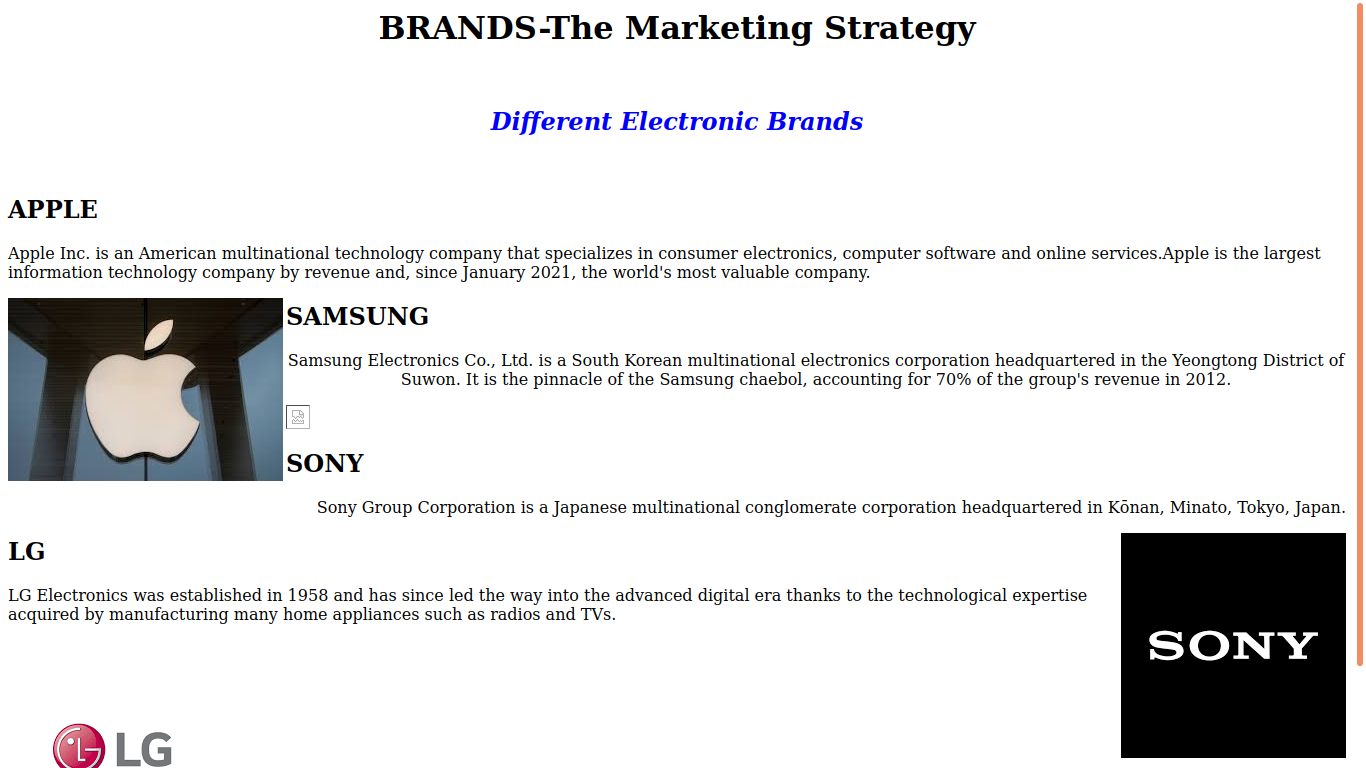 BRANDS-The Marketing Strategy
Different Electronic Brands
APPLE
Apple Inc. is an American multinational technology company that specializes in consumer electronics, computer software and online services.Apple is the largest
information technology company by revenue and, since January 2021, the world's most valuable company.
SAMSUNG
Samsung Electronics Co., Ltd. is a South Korean multinational electronics corporation headquartered in the Yeongtong District of
Suwon. It is the pinnacle of the Samsung chaebol, accounting for 70% of the group's revenue in 2012.
SONY
Sony Group Corporation is a Japanese multinational conglomerate corporation headquartered in Kōnan, Minato, Tokyo, Japan.
LG
LG Electronics was established in 1958 and has since led the way into the advanced digital era thanks to the technological expertise
acquired by manufacturing many home appliances such as radios and TVs.
SONY
LG